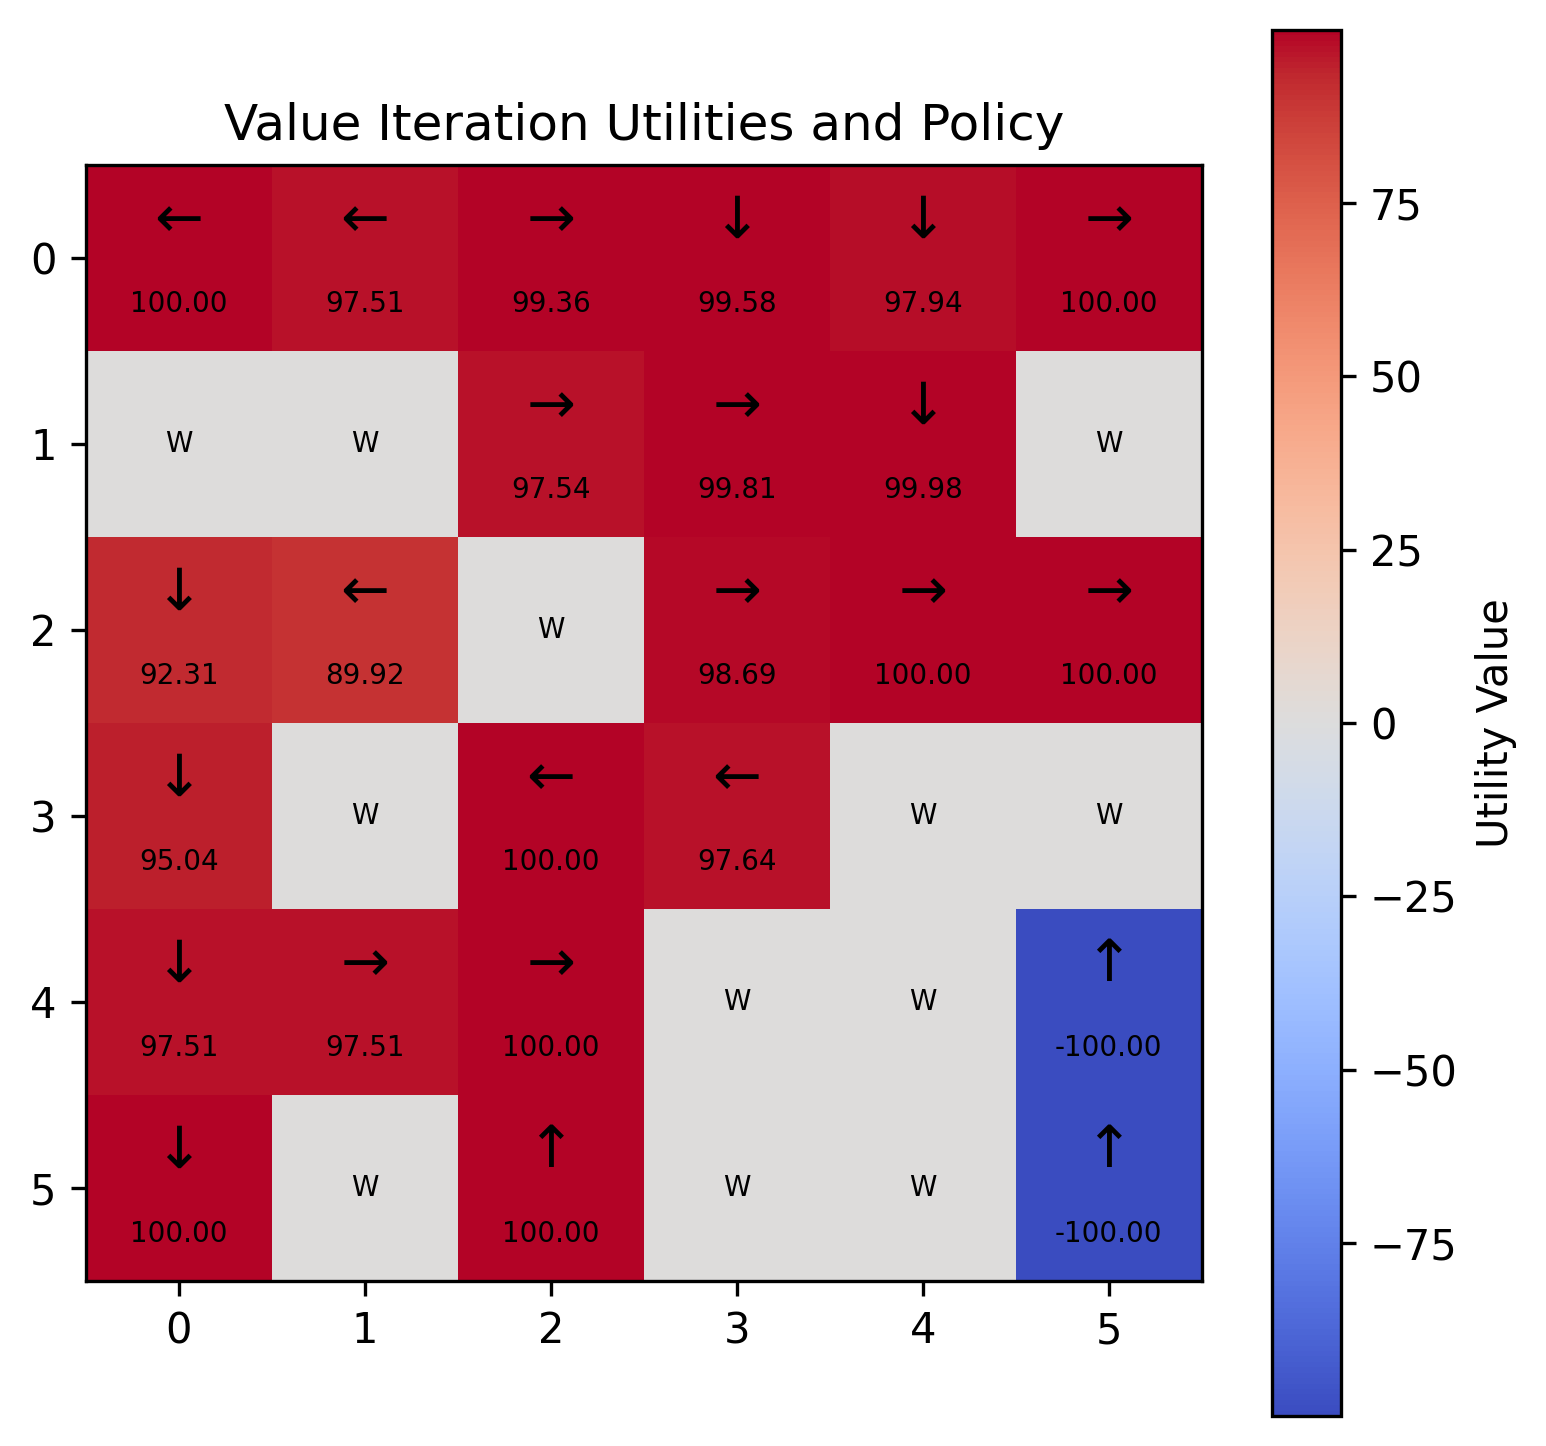 Value Iteration Utilities and Policy
0 ← ← → ↓ ↓ →
100.00 97.51 99.36 99.58 97.94 100.00
1 W W → → ↓ W
97.54 99.81 99.98
2 ↓ ← W → → →
92.31 89.92 98.69 100.00 100.00
3 ↓ W ← ← W W
95.04 100.00 97.64
4 ↓ → → W W ↑
97.51 97.51 100.00 -100.00
5 ↓ W ↑ W W ↑
100.00 100.00 -100.00
0 1 2 3 4 5
75
50
25
0
−25
−50
−75
Utility Value